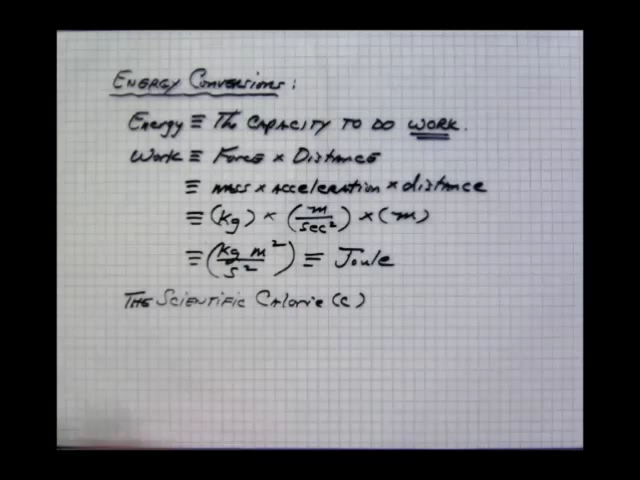 ENERGY CONVERSIONS:
Energy ≡ The CAPACITY TO DO WORK.
Work ≡ Force × Distance
≡ mass × acceleration × distance
≡ (kg) × (m/sec²) × (m)
≡ (kg m²/s²) ≡ Joule
THE SCIENTIFIC CALORIE (C)